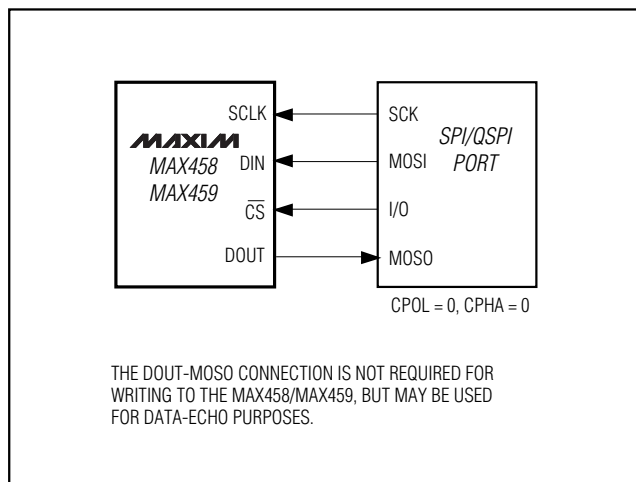 SCLK
SCK
MAXIM
SPI/QSPI
MAX458
DIN
MOSI
PORT
MAX459
CS
I/O
DOUT
MOSO
CPOL = 0, CPHA = 0
THE DOUT-MOSO CONNECTION IS NOT REQUIRED FOR
WRITING TO THE MAX458/MAX459, BUT MAY BE USED
FOR DATA-ECHO PURPOSES.